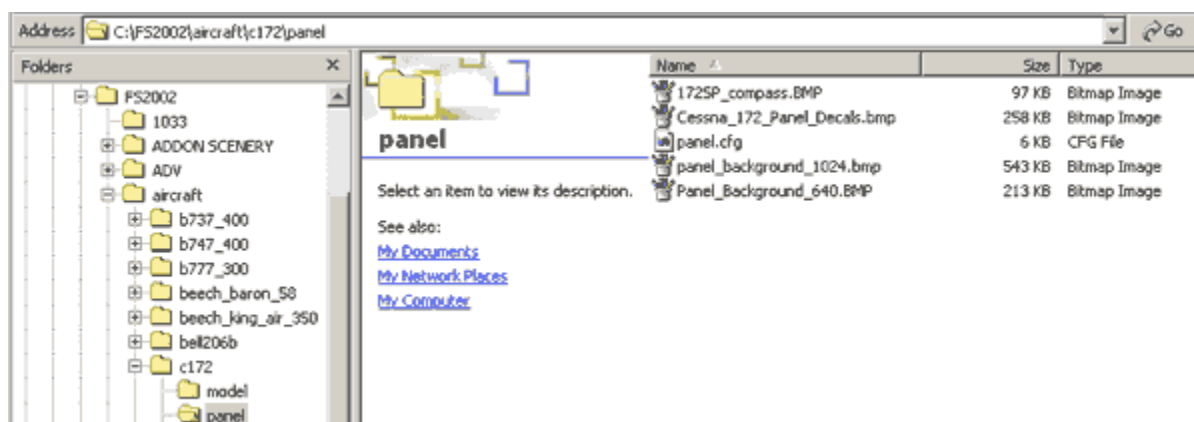 Address C:\FS2002\aircraft\c172\panel Go
Folders ×
FS2002
1033
ADDON SCENERY
ADV
aircraft
b737_400
b747_400
b777_300
beech_baron_58
beech_king_air_350
bell206b
c172
model
panel
panel
Select an item to view its description.
See also:
My Documents
My Network Places
My Computer
Name Size Type
172SP_compass.BMP 97 KB Bitmap Image
Cessna_172_Panel_Decals.bmp 258 KB Bitmap Image
panel.cfg 6 KB CFG File
panel_background_1024.bmp 543 KB Bitmap Image
Panel_Background_640.BMP 213 KB Bitmap Image